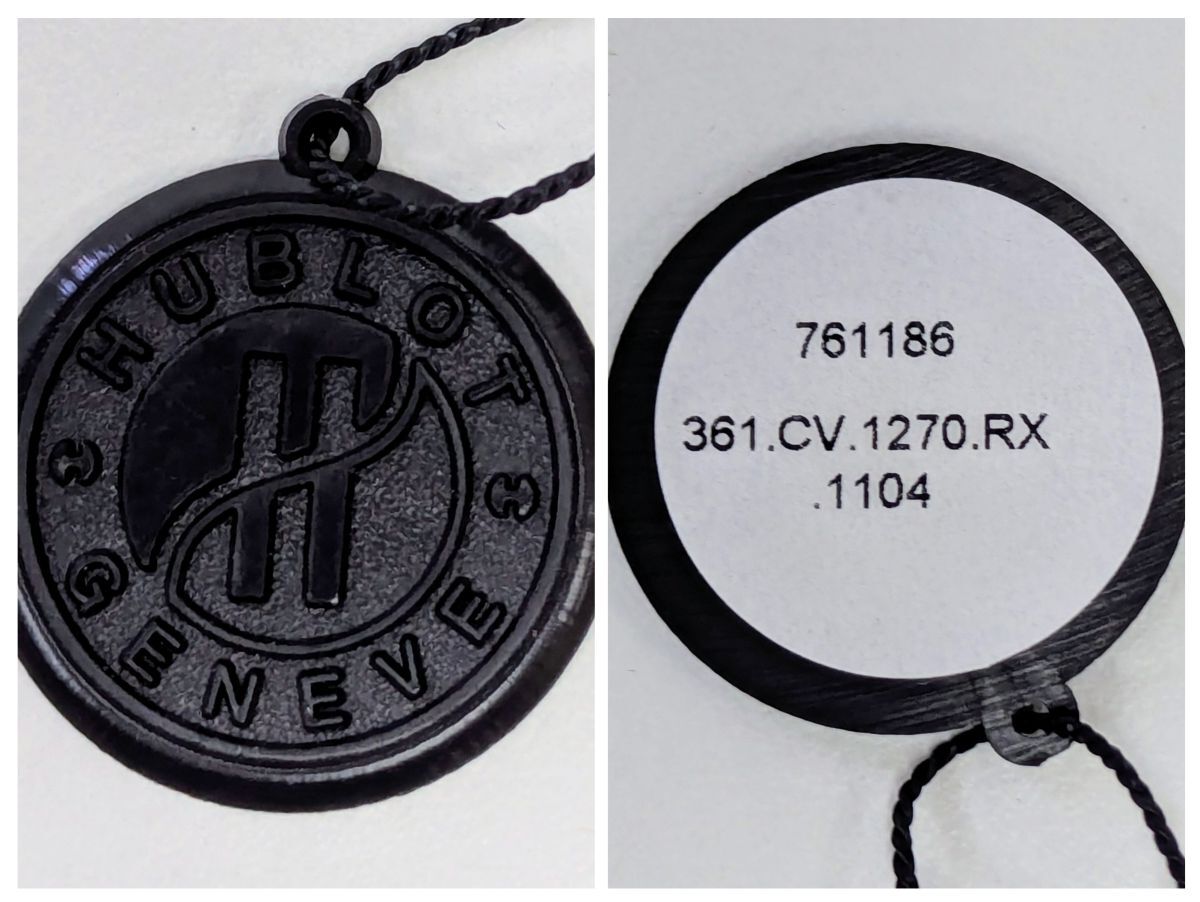 HUBLOT
GENEVE
761186
361.CV.1270.RX
.1104